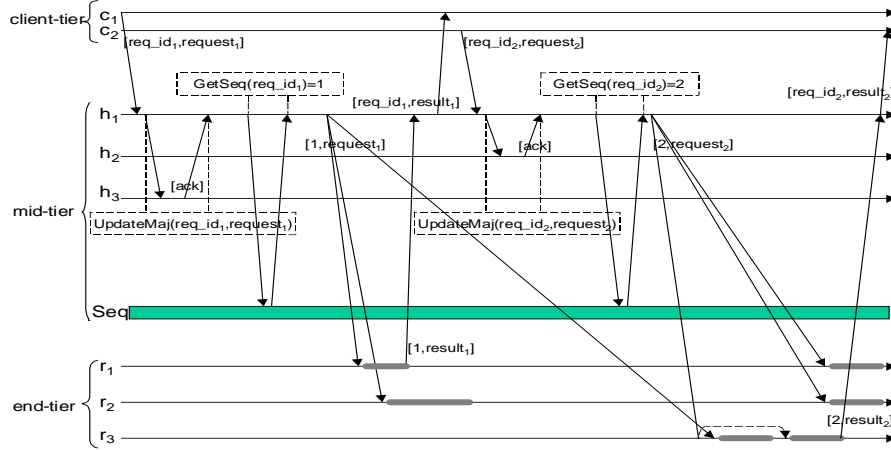 client-tier
c1
c2
[req_id1,request1]
[req_id2,request2]
GetSeq(req_id1)=1
GetSeq(req_id2)=2
[req_id1,result1]
[req_id2,result2]
mid-tier
h1
[1,request1]
[2,request2]
h2
[ack]
h3
[ack]
UpdateMaj(req_id1,request1)
UpdateMaj(req_id2,request2)
Seq
[1,result1]
end-tier
r1
r2
[2,result2]
r3